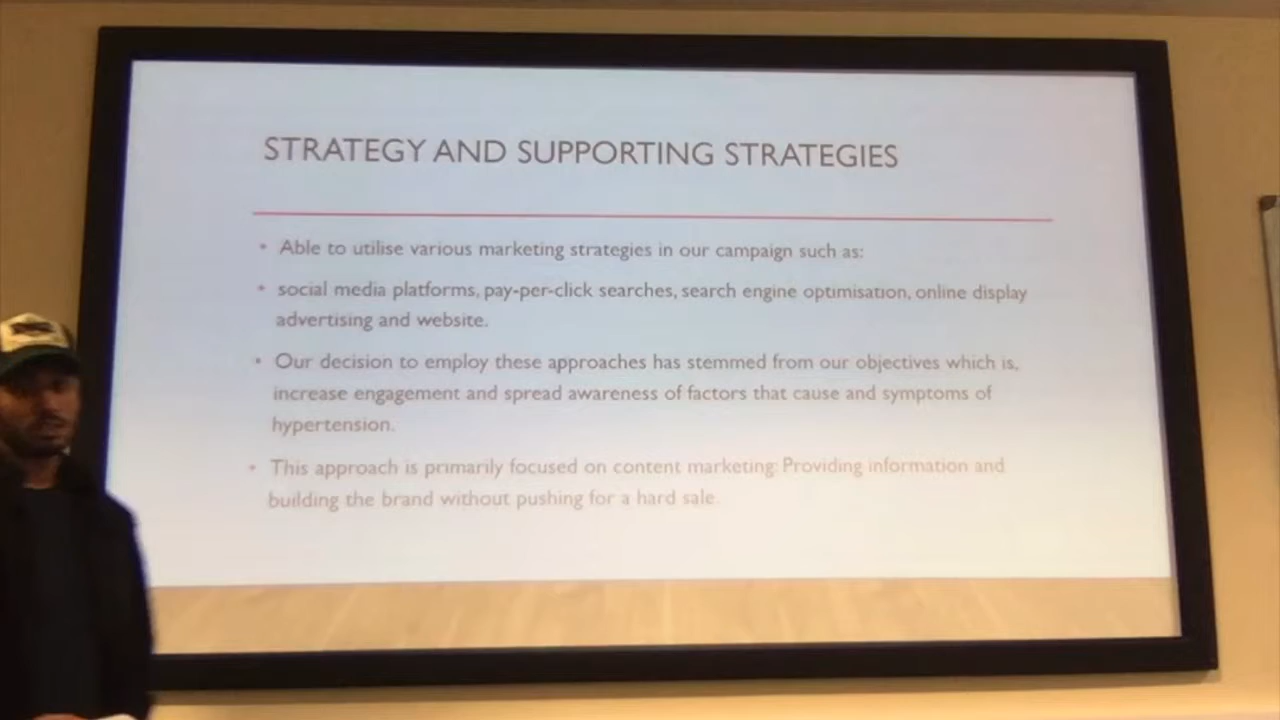 STRATEGY AND SUPPORTING STRATEGIES
• Able to utilise various marketing strategies in our campaign such as:
• social media platforms, pay-per-click searches, search engine optimisation, online display
advertising and website.
• Our decision to employ these approaches has stemmed from our objectives which is,
increase engagement and spread awareness of factors that cause and symptoms of
hypertension.
• This approach is primarily focused on content marketing: Providing information and
building the brand without pushing for a hard sale.